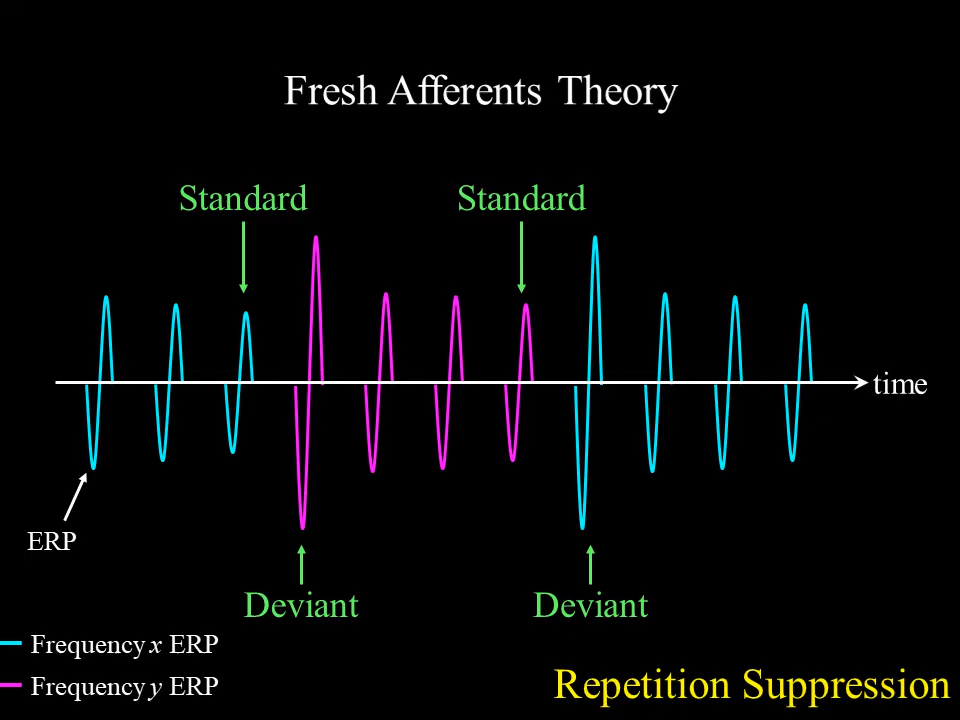 Fresh Afferents Theory
Standard
Standard
time
ERP
Deviant
Deviant
Frequency x ERP
Frequency y ERP
Repetition Suppression